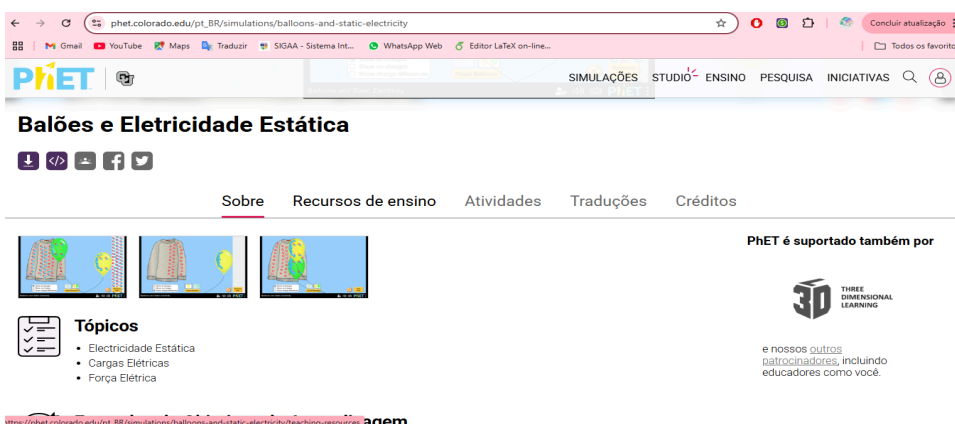 phet.colorado.edu/pt_BR/simulations/balloons-and-static-electricity
Concluir atualização
Gmail YouTube Maps Traduzir SIGAA - Sistema Int... WhatsApp Web Editor LaTeX on-line...
Todos os favorito
PhET SIMULAÇÕES STUDIO ENSINO PESQUISA INICIATIVAS
Balões e Eletricidade Estática
Sobre Recursos de ensino Atividades Traduções Créditos
PhET é suportado também por
3D THREE DIMENSIONAL LEARNING
Tópicos
Electricidade Estática
Cargas Elétricas
Força Elétrica
e nossos outros
patrocinadores, incluindo
educadores como você.
https://phet.colorado.edu/pt_BR/simulations/balloons-and-static-electricity/teaching-resources